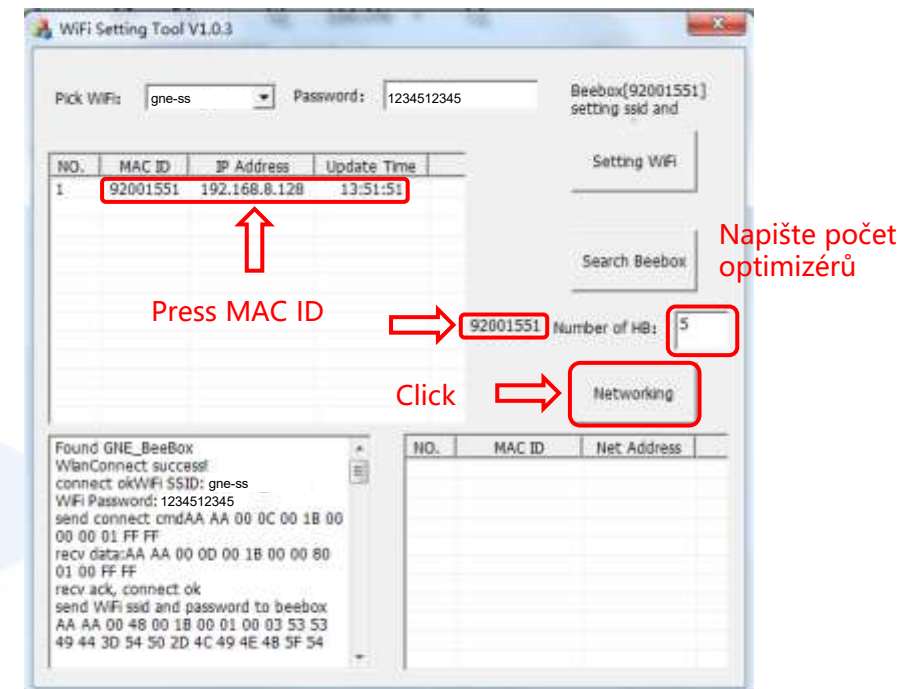 WiFi Setting Tool V1.0.3
Pick WiFi: gne-ss Password: 1234512345
Beebox[92001551]
setting ssid and
Setting WiFi
NO. MAC ID IP Address Update Time
1 92001551 192.168.8.128 13:51:51
Search Beebox
Napište počet
optimizérů
Press MAC ID
92001551 Number of HB: 5
Click
Networking
Found GNE_BeeBox
WlanConnect success!
connect okWiFi SSID: gne-ss
WiFi Password: 1234512345
send connect cmdAA AA 00 0C 00 1B 00
00 00 01 FF FF
recv data:AA AA 00 0D 00 1B 00 00 80
01 00 FF FF
recv ack, connect ok
send WiFi ssid and password to beebox
AA AA 00 48 00 1B 00 01 00 03 53 53
49 44 3D 54 50 2D 4C 49 4E 4B 5F 54
NO. MAC ID Net Address